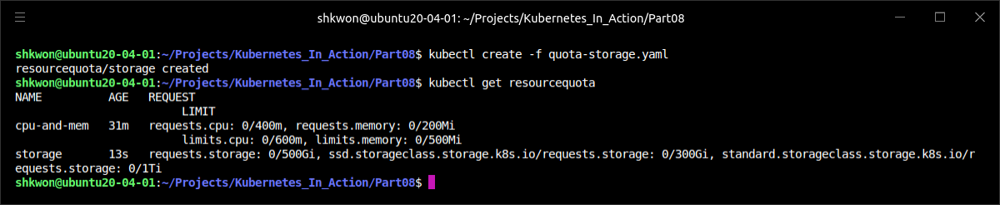 shkwon@ubuntu20-04-01: ~/Projects/Kubernetes_In_Action/Part08
shkwon@ubuntu20-04-01:~/Projects/Kubernetes_In_Action/Part08$ kubectl create -f quota-storage.yaml
resourcequota/storage created
shkwon@ubuntu20-04-01:~/Projects/Kubernetes_In_Action/Part08$ kubectl get resourcequota
NAME          AGE   REQUEST
                         LIMIT
cpu-and-mem   31m   requests.cpu: 0/400m, requests.memory: 0/200Mi
                         limits.cpu: 0/600m, limits.memory: 0/500Mi
storage       13s   requests.storage: 0/500Gi, ssd.storageclass.storage.k8s.io/requests.storage: 0/300Gi, standard.storageclass.storage.k8s.io/r
equests.storage: 0/1Ti
shkwon@ubuntu20-04-01:~/Projects/Kubernetes_In_Action/Part08$